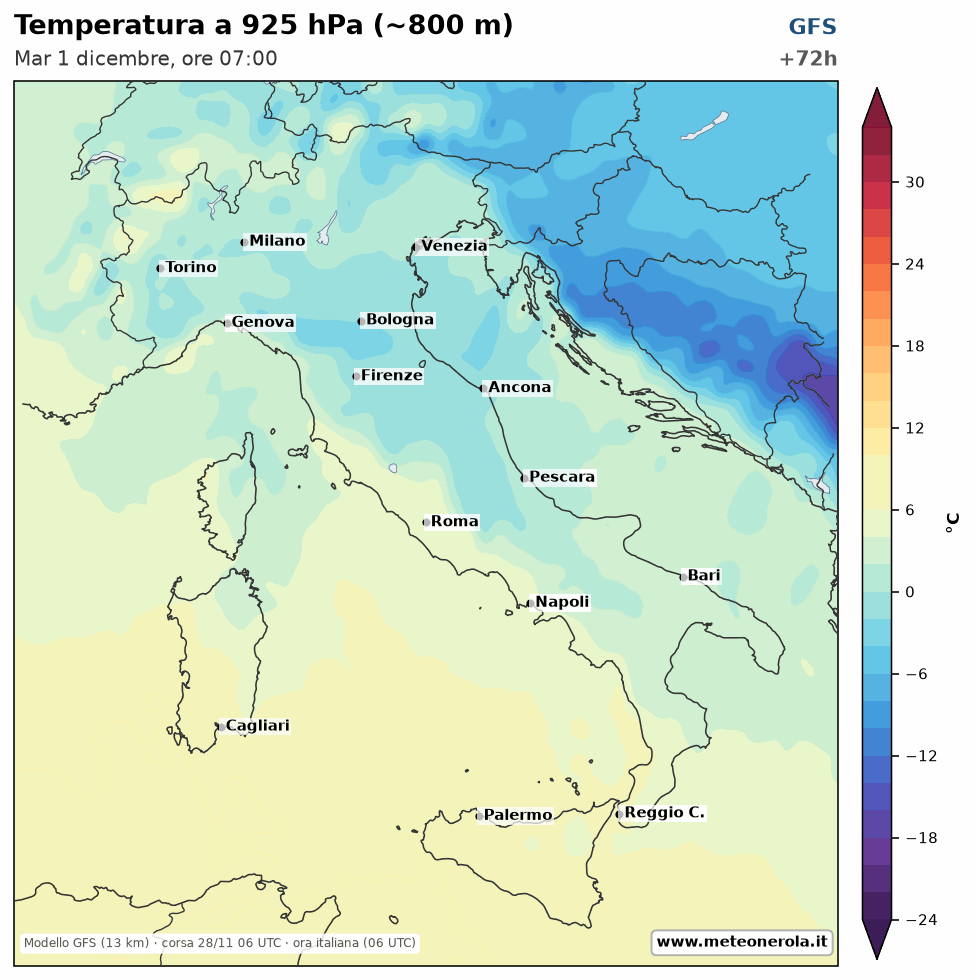 Temperatura a 925 hPa (~800 m)
GFS
Mar 1 dicembre, ore 07:00
+72h
Milano
Venezia
Torino
Genova
Bologna
Firenze
Ancona
Pescara
Roma
Bari
Napoli
Cagliari
Palermo
Reggio C.
30
24
18
12
6
0
−6
−12
−18
−24
°C
Modello GFS (13 km) · corsa 28/11 06 UTC · ora italiana (06 UTC)
www.meteonerola.it